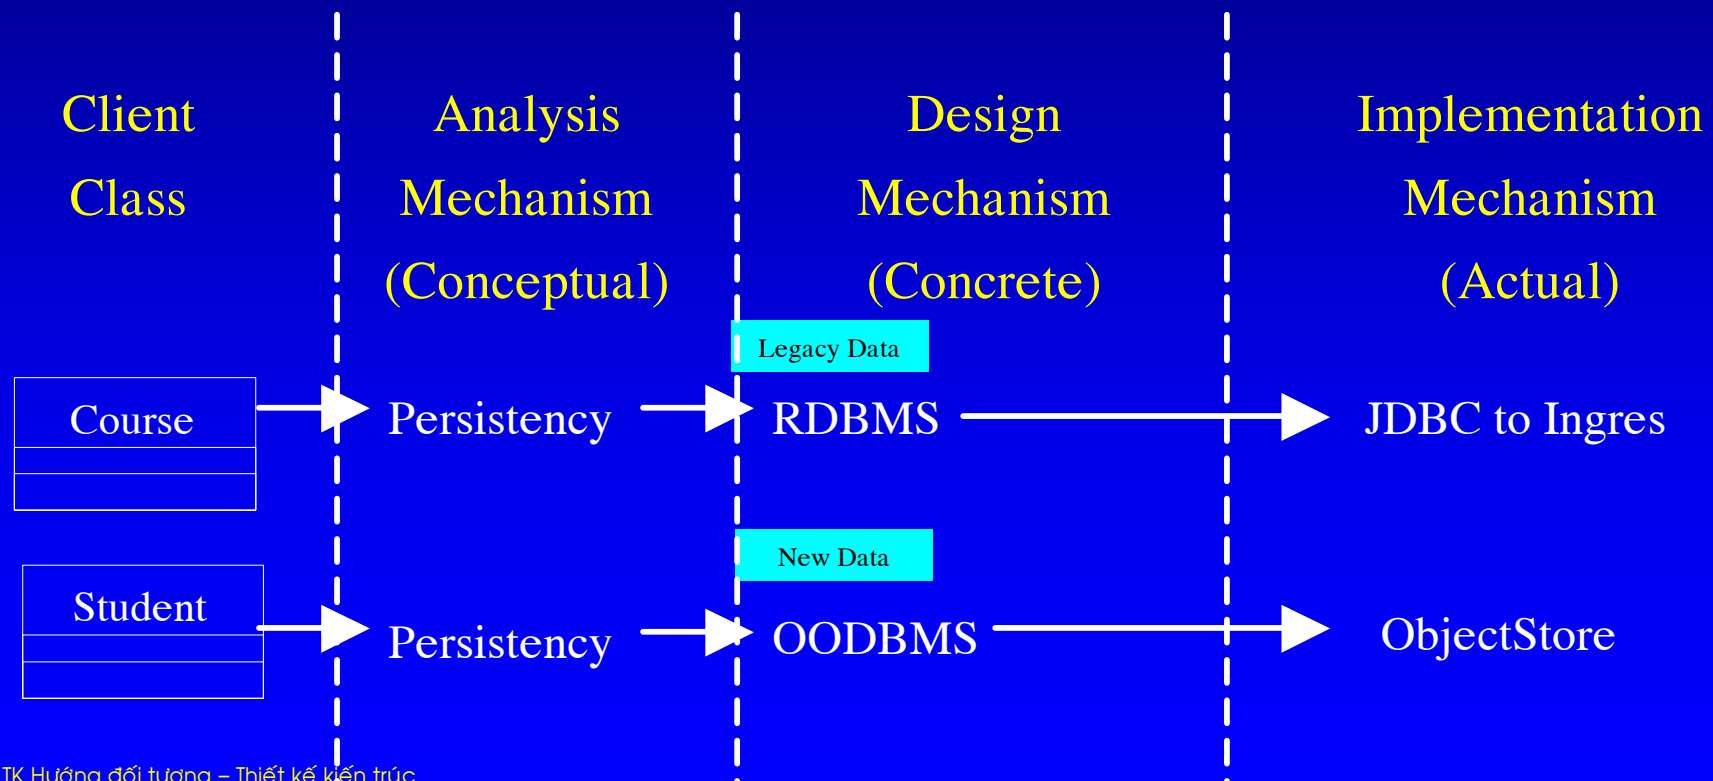 Client
Class
Analysis
Mechanism
(Conceptual)
Design
Mechanism
(Concrete)
Implementation
Mechanism
(Actual)
Legacy Data
Course
Persistency
RDBMS
JDBC to Ingres
New Data
Student
Persistency
OODBMS
ObjectStore
TK Hướng đối tượng – Thiết kế kiến trúc